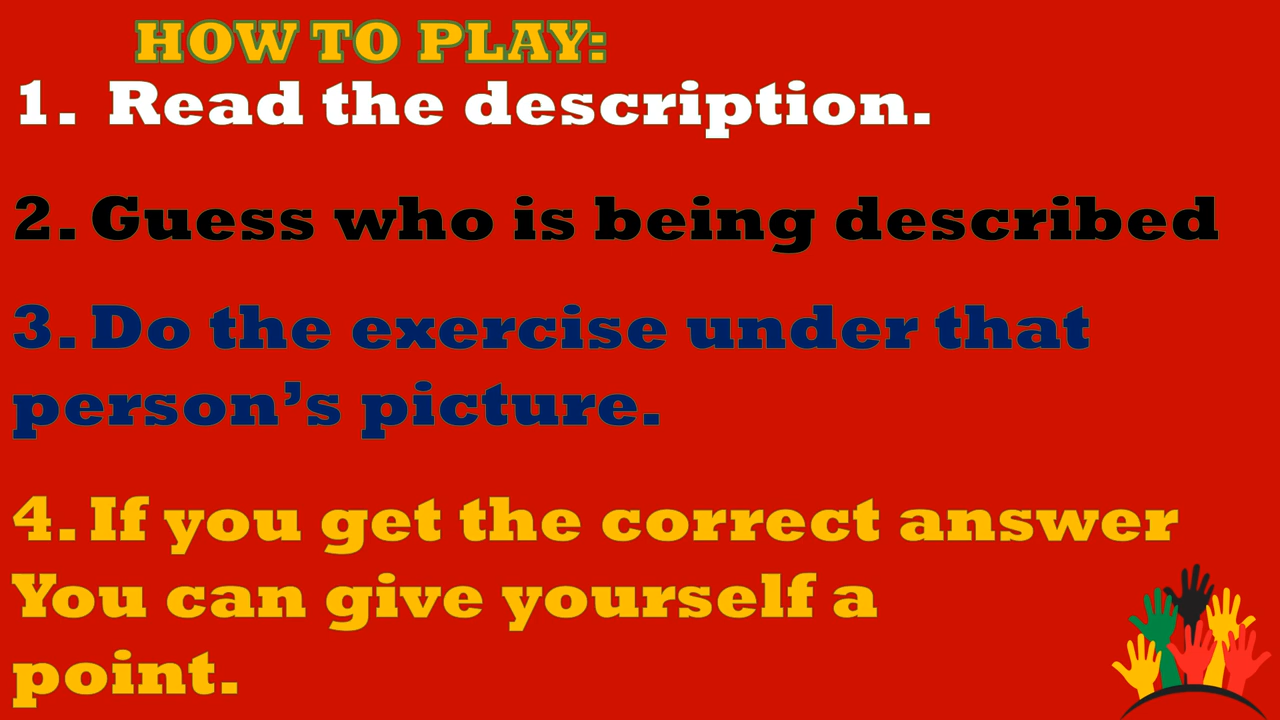 HOW TO PLAY:
1. Read the description.
2. Guess who is being described
3. Do the exercise under that
person’s picture.
4. If you get the correct answer
You can give yourself a
point.